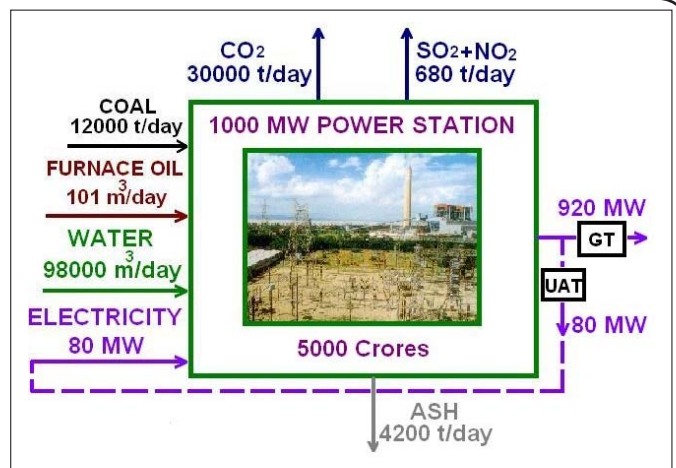 CO2
30000 t/day
SO2+NO2
680 t/day
COAL
12000 t/day
1000 MW POWER STATION
FURNACE OIL
101 m3/day
WATER
98000 m3/day
ELECTRICITY
80 MW
920 MW
GT
UAT
80 MW
5000 Crores
ASH
4200 t/day